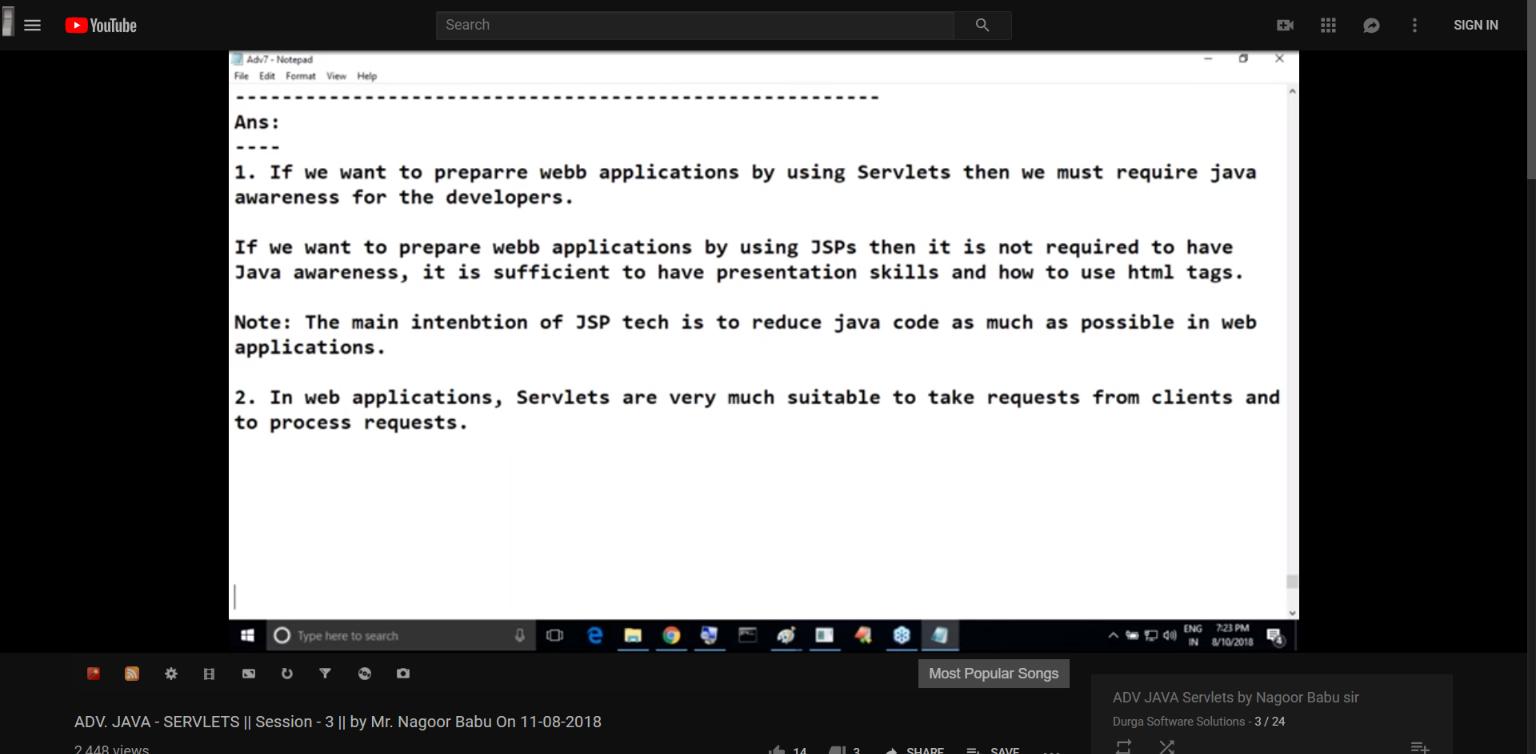 YouTube
Search
SIGN IN
Adv7 - Notepad
File Edit Format View Help
-------------------------------------------------------
Ans:
----
1. If we want to preparre webb applications by using Servlets then we must require java
awareness for the developers.
If we want to prepare webb applications by using JSPs then it is not required to have
Java awareness, it is sufficient to have presentation skills and how to use html tags.
Note: The main intenbtion of JSP tech is to reduce java code as much as possible in web
applications.
2. In web applications, Servlets are very much suitable to take requests from clients and
to process requests.
Type here to search
ENG
IN
7:23 PM
8/10/2018
4
Most Popular Songs
ADV. JAVA - SERVLETS || Session - 3 || by Mr. Nagoor Babu On 11-08-2018
2,448 views
14
3
SHARE
SAVE
ADV JAVA Servlets by Nagoor Babu sir
Durga Software Solutions - 3 / 24